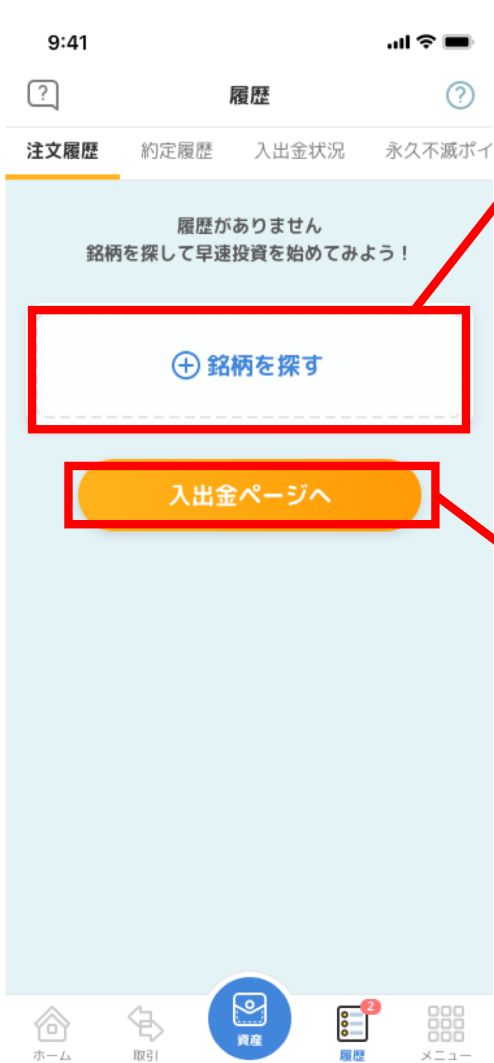 9:41
履歴
注文履歴 約定履歴 入出金状況 永久不滅ポイ
履歴がありません
銘柄を探して早速投資を始めてみよう！
銘柄を探す
入出金ページへ
2
ホーム 取引 資産 履歴 メニュー